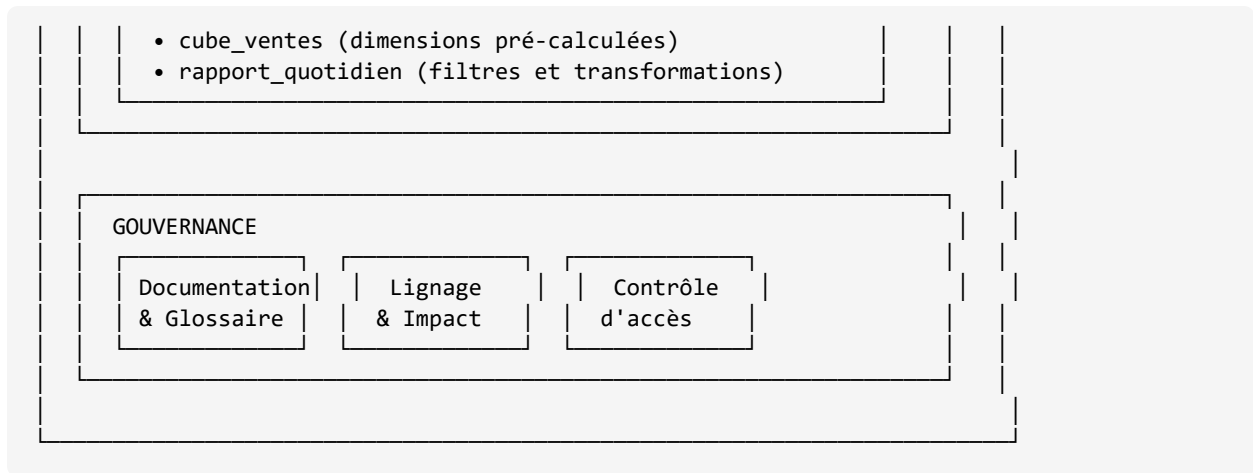 • cube_ventes (dimensions pré-calculées)
• rapport_quotidien (filtres et transformations)
GOUVERNANCE
Documentation Lignage Contrôle
& Glossaire & Impact d'accès